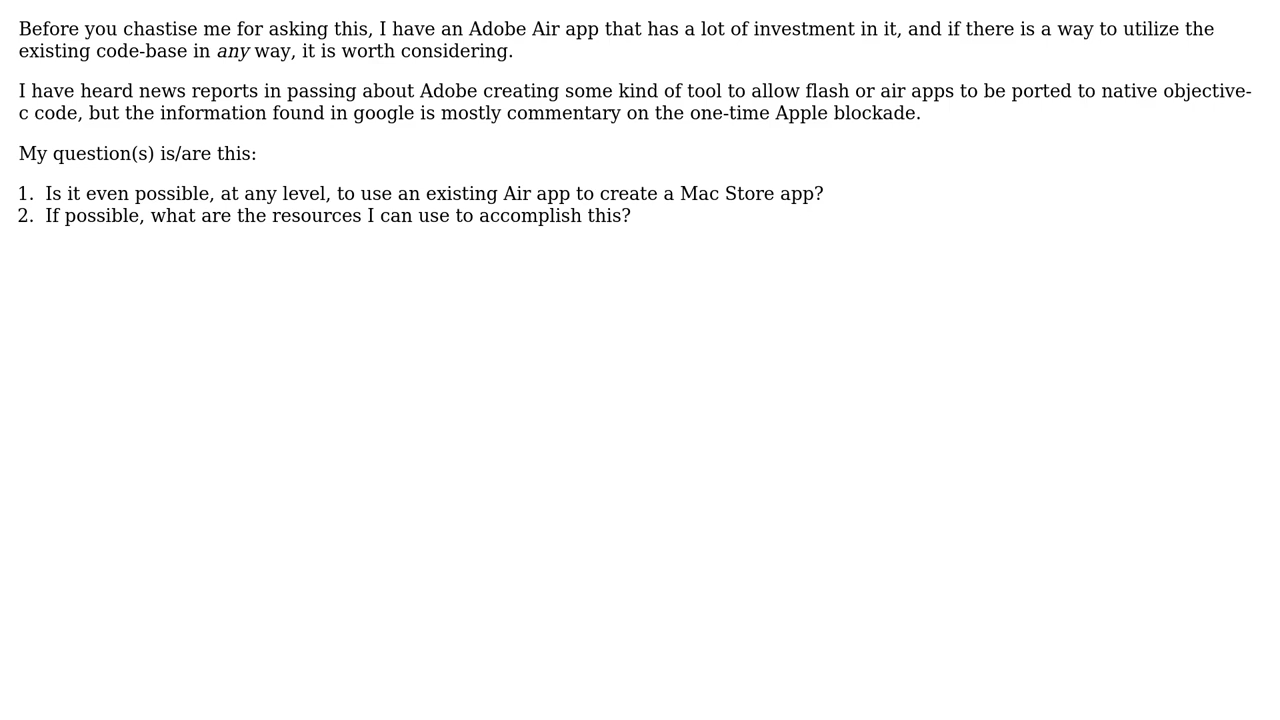 Before you chastise me for asking this, I have an Adobe Air app that has a lot of investment in it, and if there is a way to utilize the
existing code-base in any way, it is worth considering.
I have heard news reports in passing about Adobe creating some kind of tool to allow flash or air apps to be ported to native objective-
c code, but the information found in google is mostly commentary on the one-time Apple blockade.
My question(s) is/are this:
1. Is it even possible, at any level, to use an existing Air app to create a Mac Store app?
2. If possible, what are the resources I can use to accomplish this?